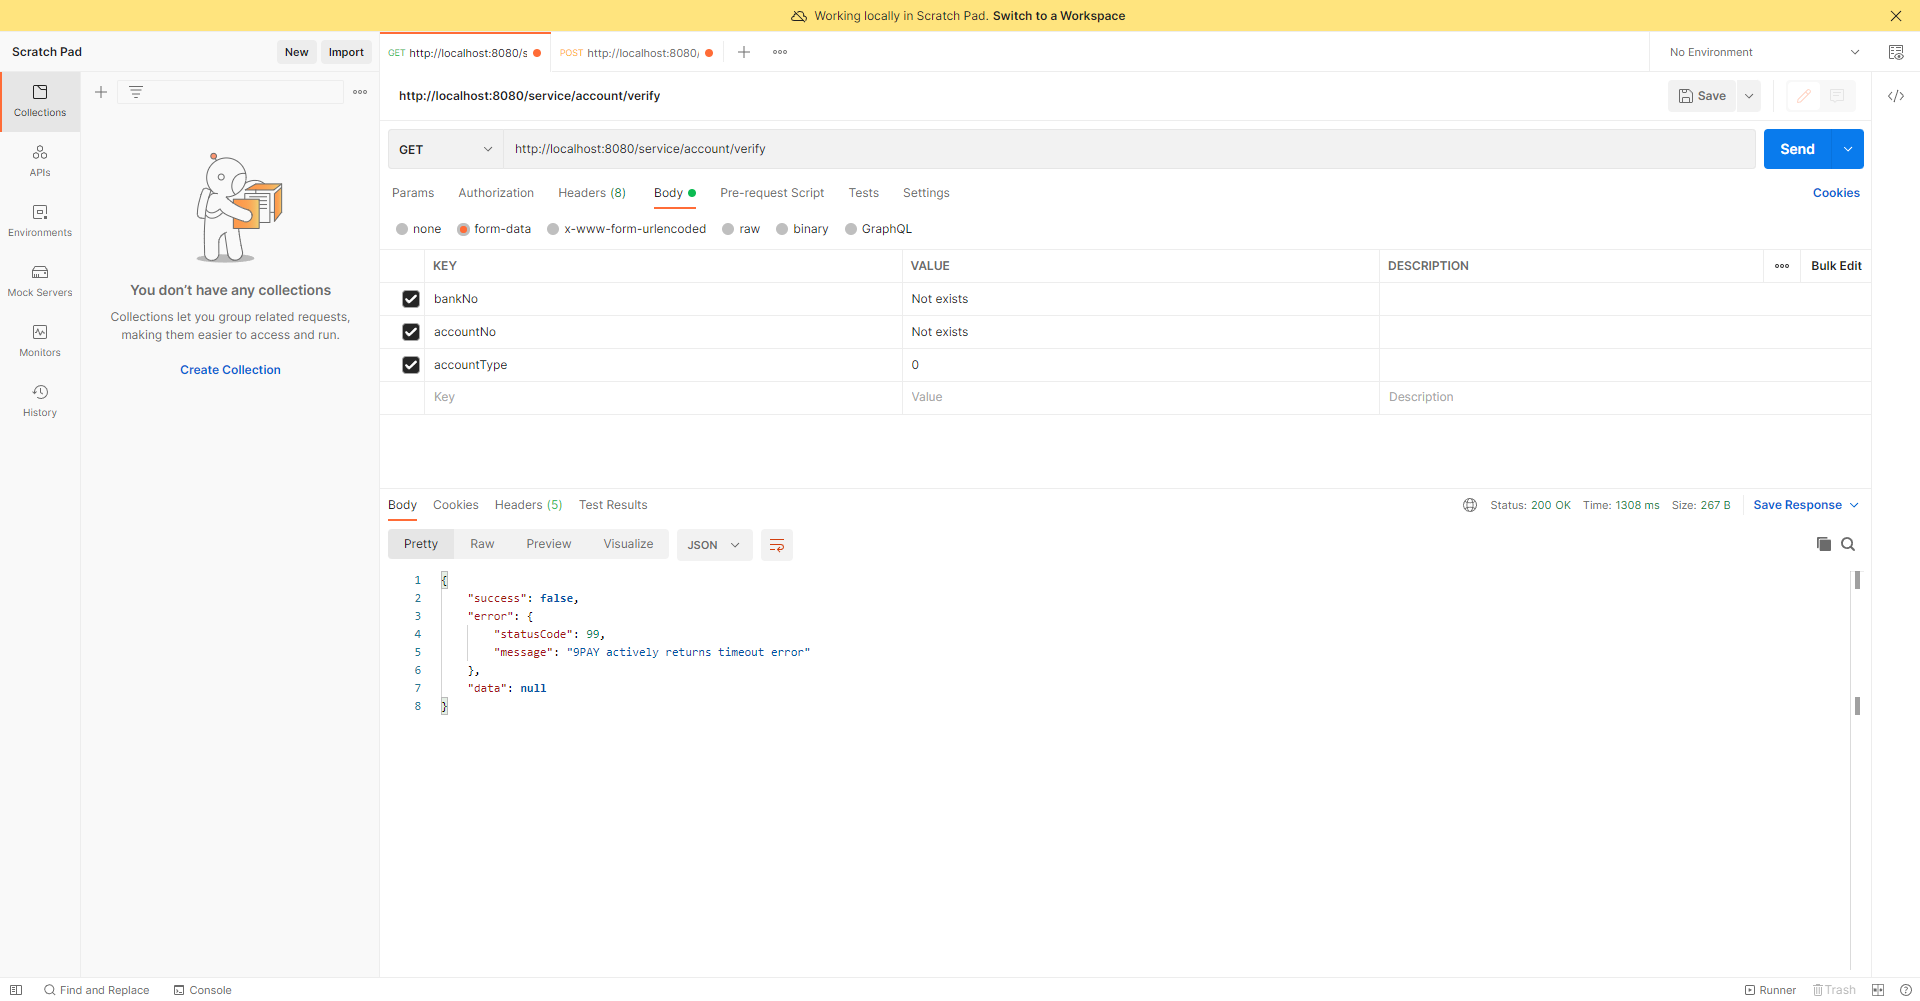 Working locally in Scratch Pad. Switch to a Workspace
Scratch Pad
New
Import
GET http://localhost:8080/s
POST http://localhost:8080/
No Environment
Collections
APIs
Environments
Mock Servers
Monitors
History
You don't have any collections
Collections let you group related requests,
making them easier to access and run.
Create Collection
http://localhost:8080/service/account/verify
Save
GET
http://localhost:8080/service/account/verify
Send
Params
Authorization
Headers (8)
Body
Pre-request Script
Tests
Settings
Cookies
none
form-data
x-www-form-urlencoded
raw
binary
GraphQL
KEY
VALUE
DESCRIPTION
Bulk Edit
bankNo
Not exists
accountNo
Not exists
accountType
0
Key
Value
Description
Body
Cookies
Headers (5)
Test Results
Status: 200 OK
Time: 1308 ms
Size: 267 B
Save Response
Pretty
Raw
Preview
Visualize
JSON
1 {
2 "success": false,
3 "error": {
4 "statusCode": 99,
5 "message": "9PAY actively returns timeout error"
6 },
7 "data": null
8 }
Find and Replace
Console
Runner
Trash